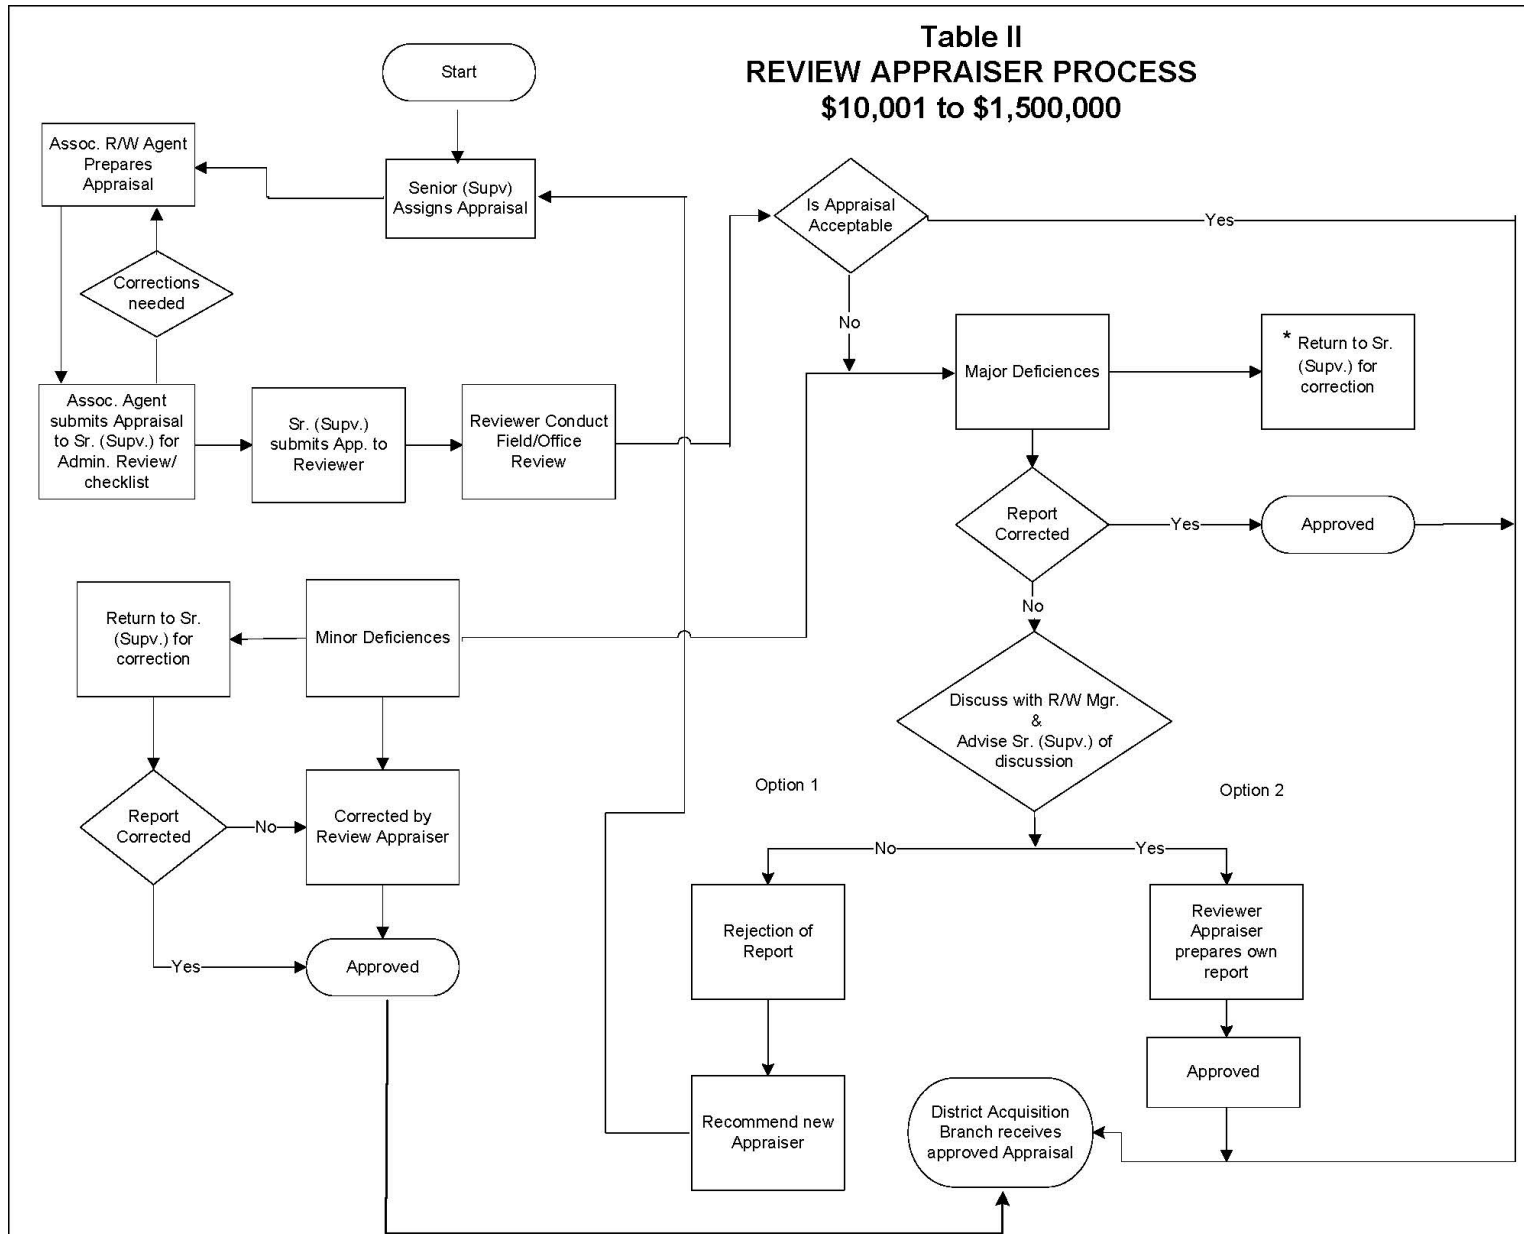 Table II
REVIEW APPRAISER PROCESS
$10,001 to $1,500,000
Start
Assoc. R/W Agent
Prepares
Appraisal
Senior (Supv)
Assigns Appraisal
Is Appraisal
Acceptable
Yes
Corrections
needed
No
Major Deficiences
* Return to Sr.
(Supv.) for
correction
Assoc. Agent
submits Appraisal
to Sr. (Supv.) for
Admin. Review/
checklist
Sr. (Supv.)
submits App. to
Reviewer
Reviewer Conduct
Field/Office
Review
Report
Corrected
Yes
Approved
No
Return to Sr.
(Supv.) for
correction
Minor Deficiences
Discuss with R/W Mgr.
&
Advise Sr. (Supv.) of
discussion
Option 1
Option 2
Report
Corrected
No
Corrected by
Review Appraiser
No
Yes
Rejection of
Report
Reviewer
Appraiser
prepares own
report
Yes
Approved
Approved
Recommend new
Appraiser
District Acquisition
Branch receives
approved Appraisal